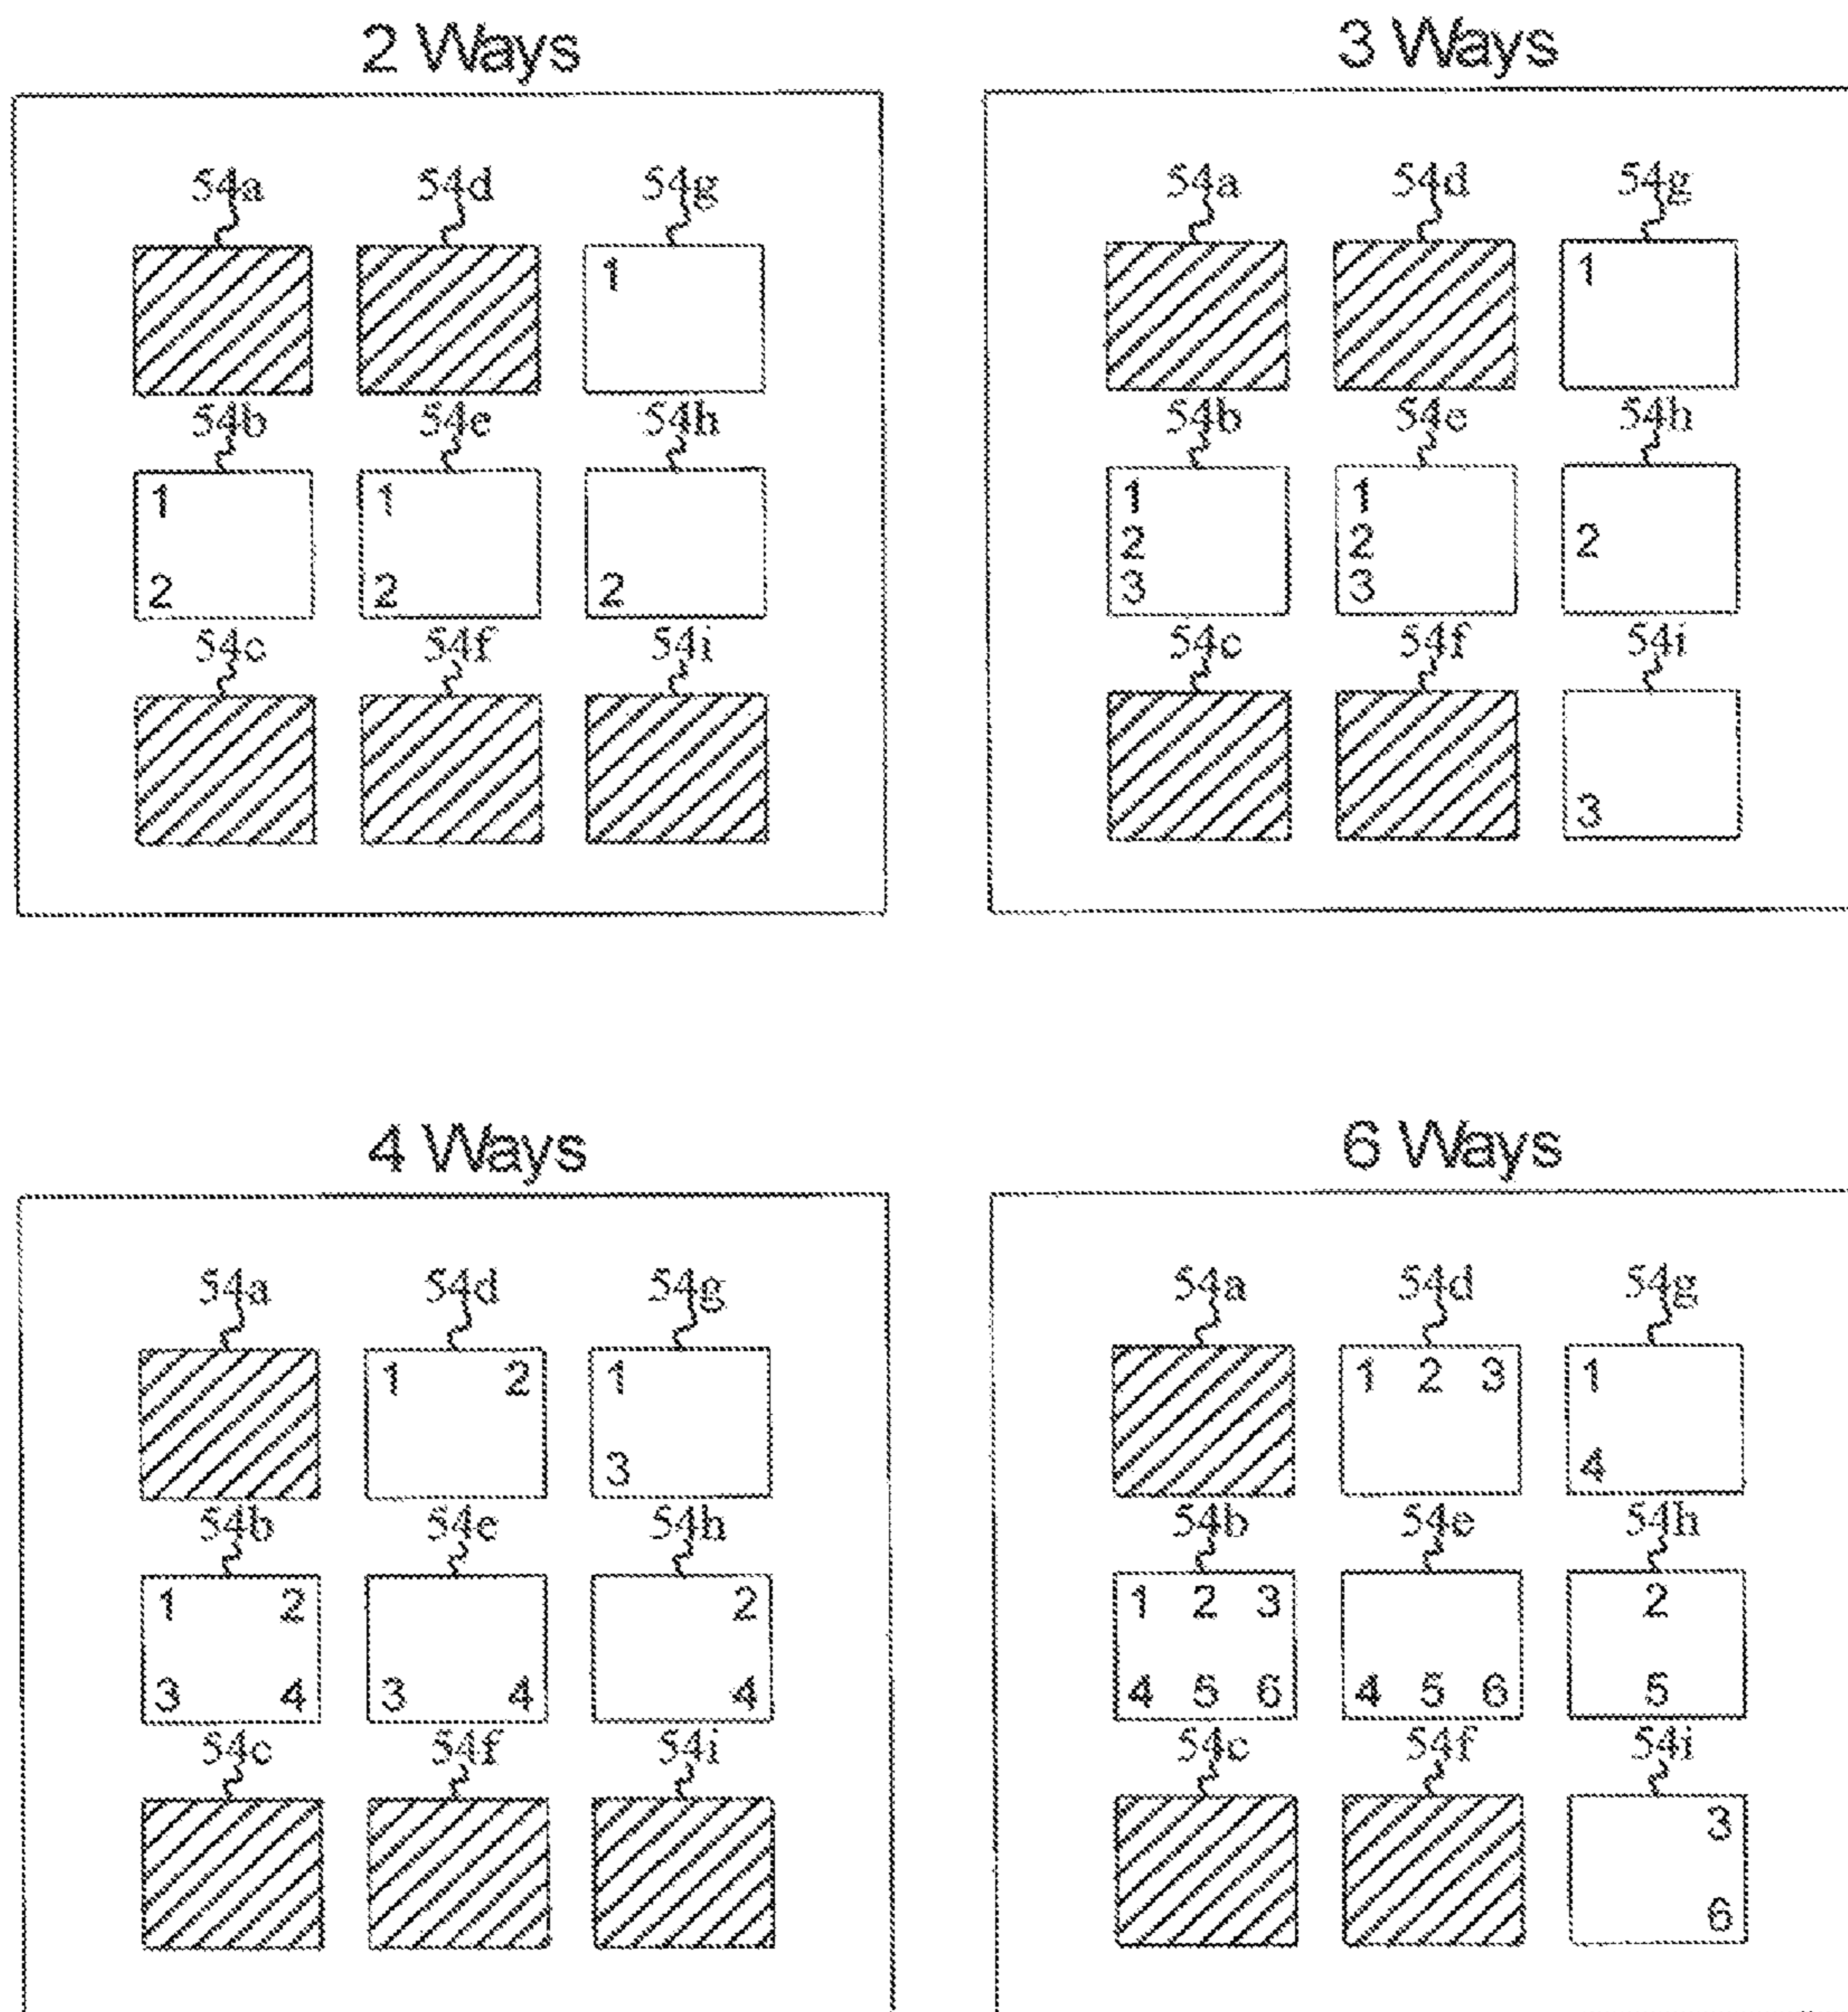 2 Ways
54a 54d 54g
1
54b 54e 54h
1 1
2 2 2
54c 54f 54i
3 Ways
54a 54d 54g
1
54b 54e 54h
1 1
2 2 2
3 3
54c 54f 54i
3
4 Ways
54a 54d 54g
1 2 1
3
54b 54e 54h
1 2 2
3 4 3 4 4
54c 54f 54i
6 Ways
54a 54d 54g
1 2 3 1
4
54b 54e 54h
1 2 3 2
4 5 6 4 5 6 5
54c 54f 54i
3
6